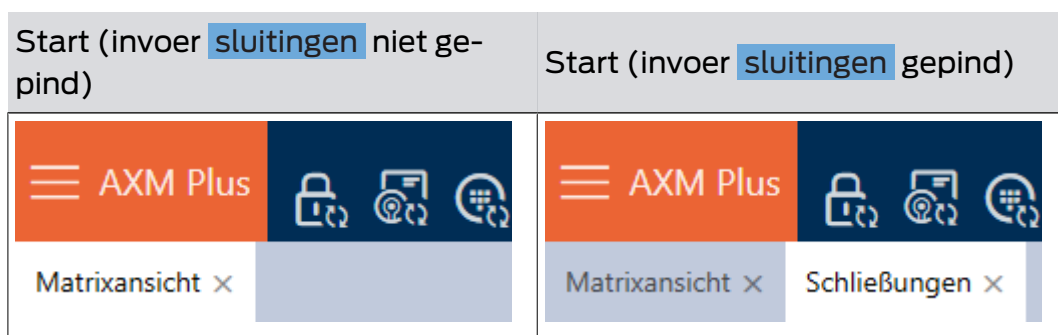 Start (invoer sluitingen niet ge-
pind)
Start (invoer sluitingen gepind)
AXM Plus
Matrixansicht ×
AXM Plus
Matrixansicht × Schließungen ×